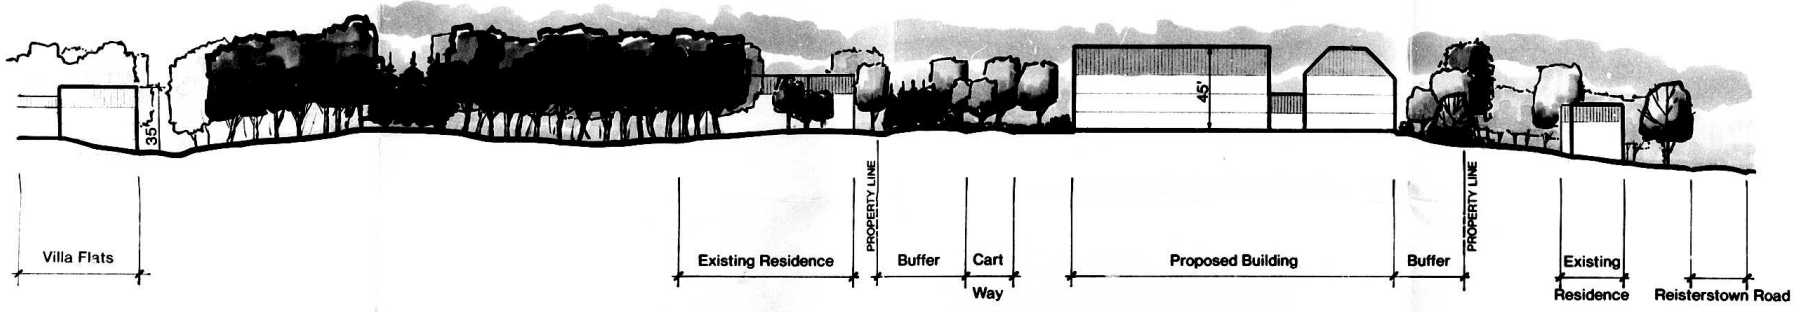 35'
45'
PROPERTY LINE
PROPERTY LINE
Villa Flats
Existing Residence
Buffer
Cart
Way
Proposed Building
Buffer
Existing
Residence
Reisterstown Road